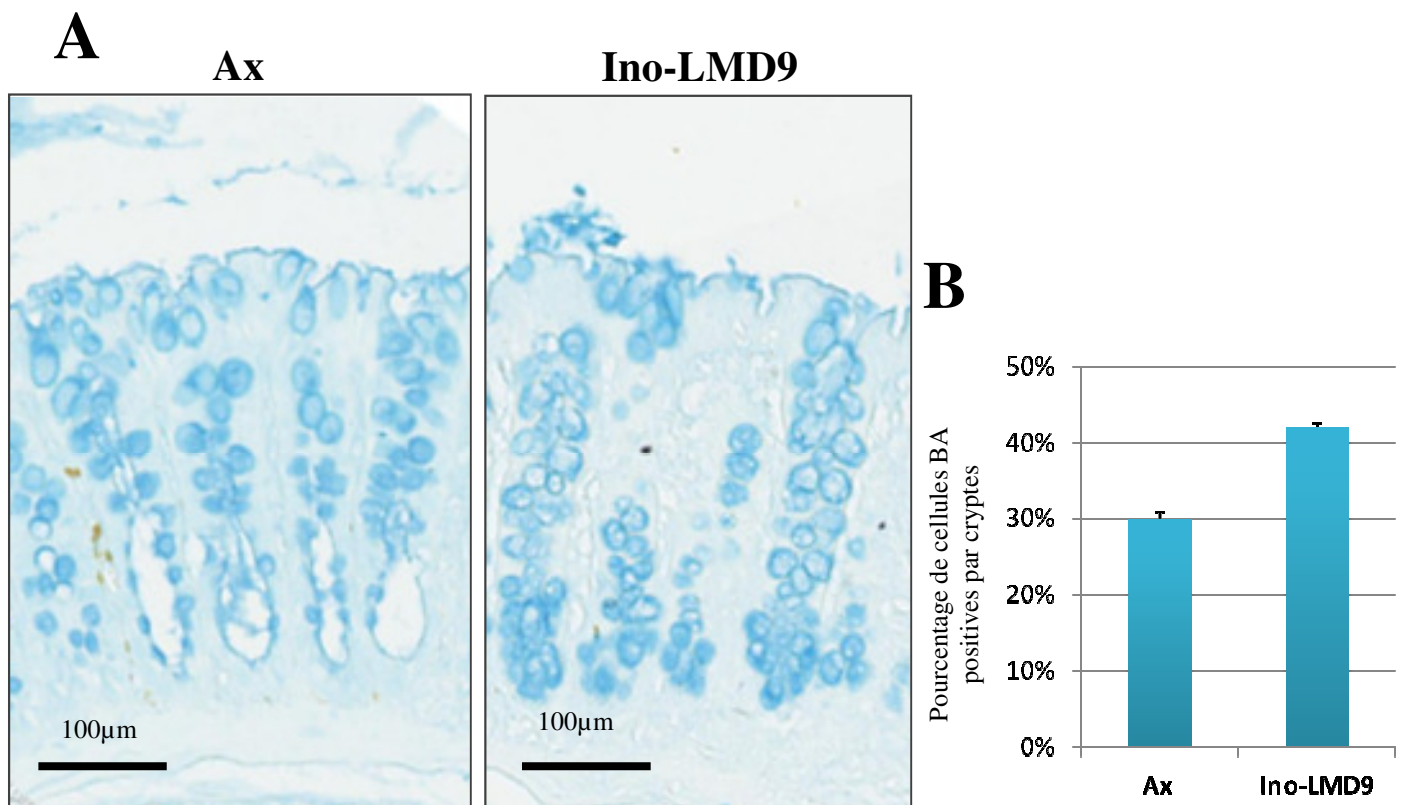 A
Ax
Ino-LMD9
100µm
100µm
B
Pourcentage de cellules BA
positives par cryptes
50%
40%
30%
20%
10%
0%
Ax
Ino-LMD9